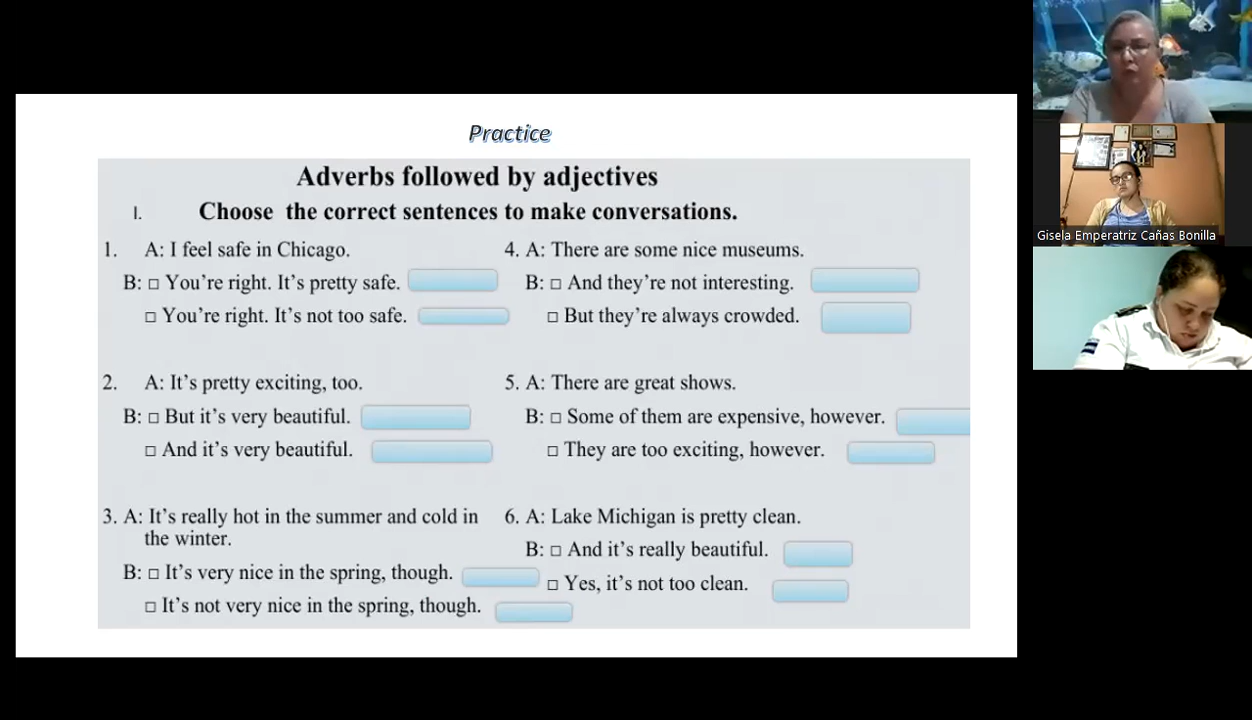 Practice
Adverbs followed by adjectives
I. Choose the correct sentences to make conversations.
1. A: I feel safe in Chicago.
B: □ You're right. It's pretty safe.
□ You're right. It's not too safe.
2. A: It's pretty exciting, too.
B: □ But it's very beautiful.
□ And it's very beautiful.
3. A: It's really hot in the summer and cold in
the winter.
B: □ It's very nice in the spring, though.
□ It's not very nice in the spring, though.
4. A: There are some nice museums.
B: □ And they're not interesting.
□ But they're always crowded.
5. A: There are great shows.
B: □ Some of them are expensive, however.
□ They are too exciting, however.
6. A: Lake Michigan is pretty clean.
B: □ And it's really beautiful.
□ Yes, it's not too clean.
Gisela Emperatriz Cañas Bonilla